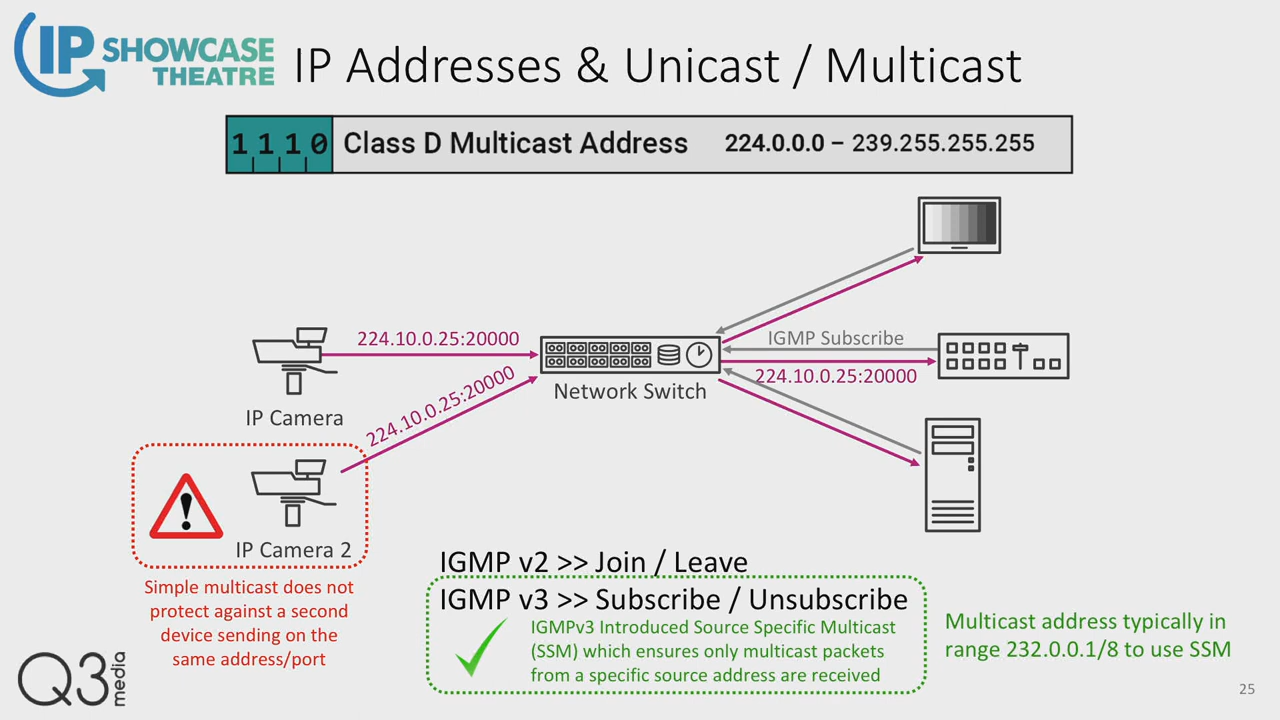 IP SHOWCASE
THEATRE
IP Addresses & Unicast / Multicast
1110 Class D Multicast Address 224.0.0.0 – 239.255.255.255
224.10.0.25:20000
IGMP Subscribe
224.10.0.25:20000
Network Switch
224.10.0.25:20000
IP Camera
IP Camera 2
Simple multicast does not
protect against a second
device sending on the
same address/port
IGMP v2 >> Join / Leave
IGMP v3 >> Subscribe / Unsubscribe
IGMPv3 Introduced Source Specific Multicast
(SSM) which ensures only multicast packets
from a specific source address are received
Multicast address typically in
range 232.0.0.1/8 to use SSM
Q3 media
25